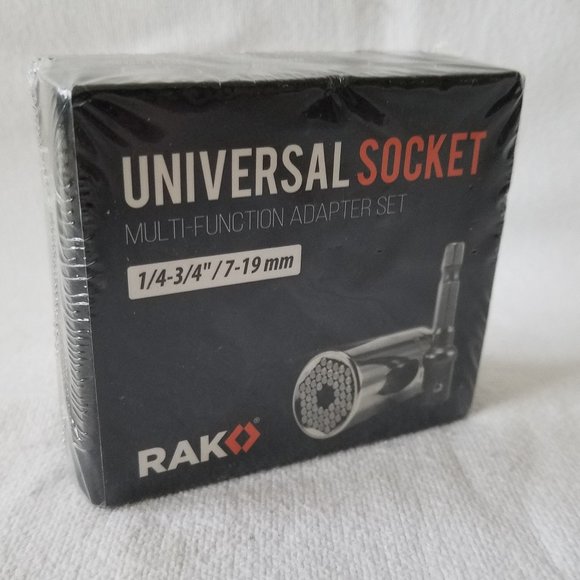 UNIVERSAL SOCKET
MULTI-FUNCTION ADAPTER SET
1/4-3/4" / 7-19 mm
RAK®